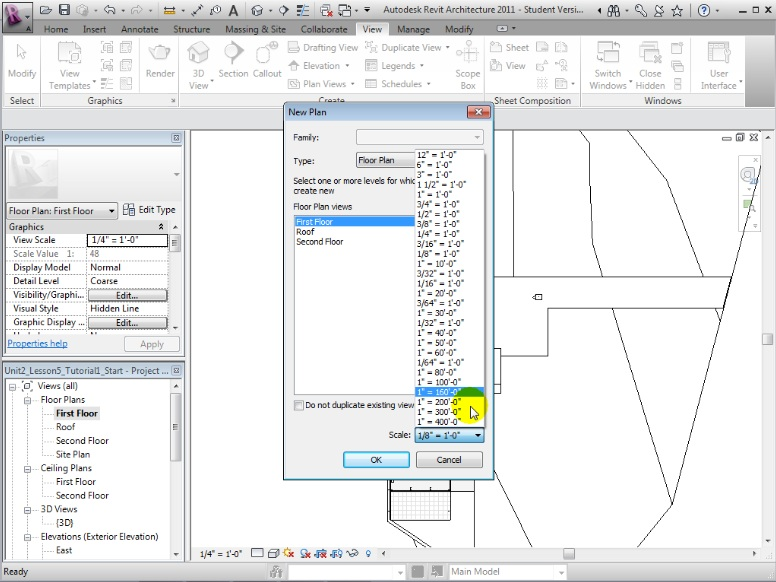 Autodesk Revit Architecture 2011 - Student Versi...
Home Insert Annotate Structure Massing & Site Collaborate View Manage Modify
Modify
View Templates
Render
3D View
Section
Callout
Drafting View
Elevation
Plan Views
Duplicate View
Legends
Schedules
Scope Box
Sheet
View
Switch Windows
Close Hidden
User Interface
Select Graphics Create Sheet Composition Windows
Properties
Floor Plan: First Floor Edit Type
Graphics
View Scale 1/4" = 1'-0"
Scale Value 1: 48
Display Model Normal
Detail Level Coarse
Visibility/Graphi... Edit...
Visual Style Hidden Line
Graphic Display ... Edit...
Properties help Apply
Unit2_Lesson5_Tutorial1_Start - Project ...
Views (all)
Floor Plans
First Floor
Roof
Second Floor
Site Plan
Ceiling Plans
First Floor
Second Floor
3D Views
{3D}
Elevations (Exterior Elevation)
East
New Plan
Family:
Type: Floor Plan
Select one or more levels for whic
create new
Floor Plan views
First Floor
Roof
Second Floor
Do not duplicate existing view
12" = 1'-0"
6" = 1'-0"
3" = 1'-0"
1 1/2" = 1'-0"
1" = 1'-0"
3/4" = 1'-0"
1/2" = 1'-0"
3/8" = 1'-0"
1/4" = 1'-0"
3/16" = 1'-0"
1/8" = 1'-0"
1" = 10'-0"
3/32" = 1'-0"
1/16" = 1'-0"
1" = 20'-0"
3/64" = 1'-0"
1" = 30'-0"
1/32" = 1'-0"
1" = 40'-0"
1" = 50'-0"
1" = 60'-0"
1/64" = 1'-0"
1" = 80'-0"
1" = 100'-0"
1" = 160'-0"
1" = 200'-0"
1" = 300'-0"
1" = 400'-0"
Scale: 1/8" = 1'-0"
OK Cancel
1/4" = 1'-0"
Ready
Main Model